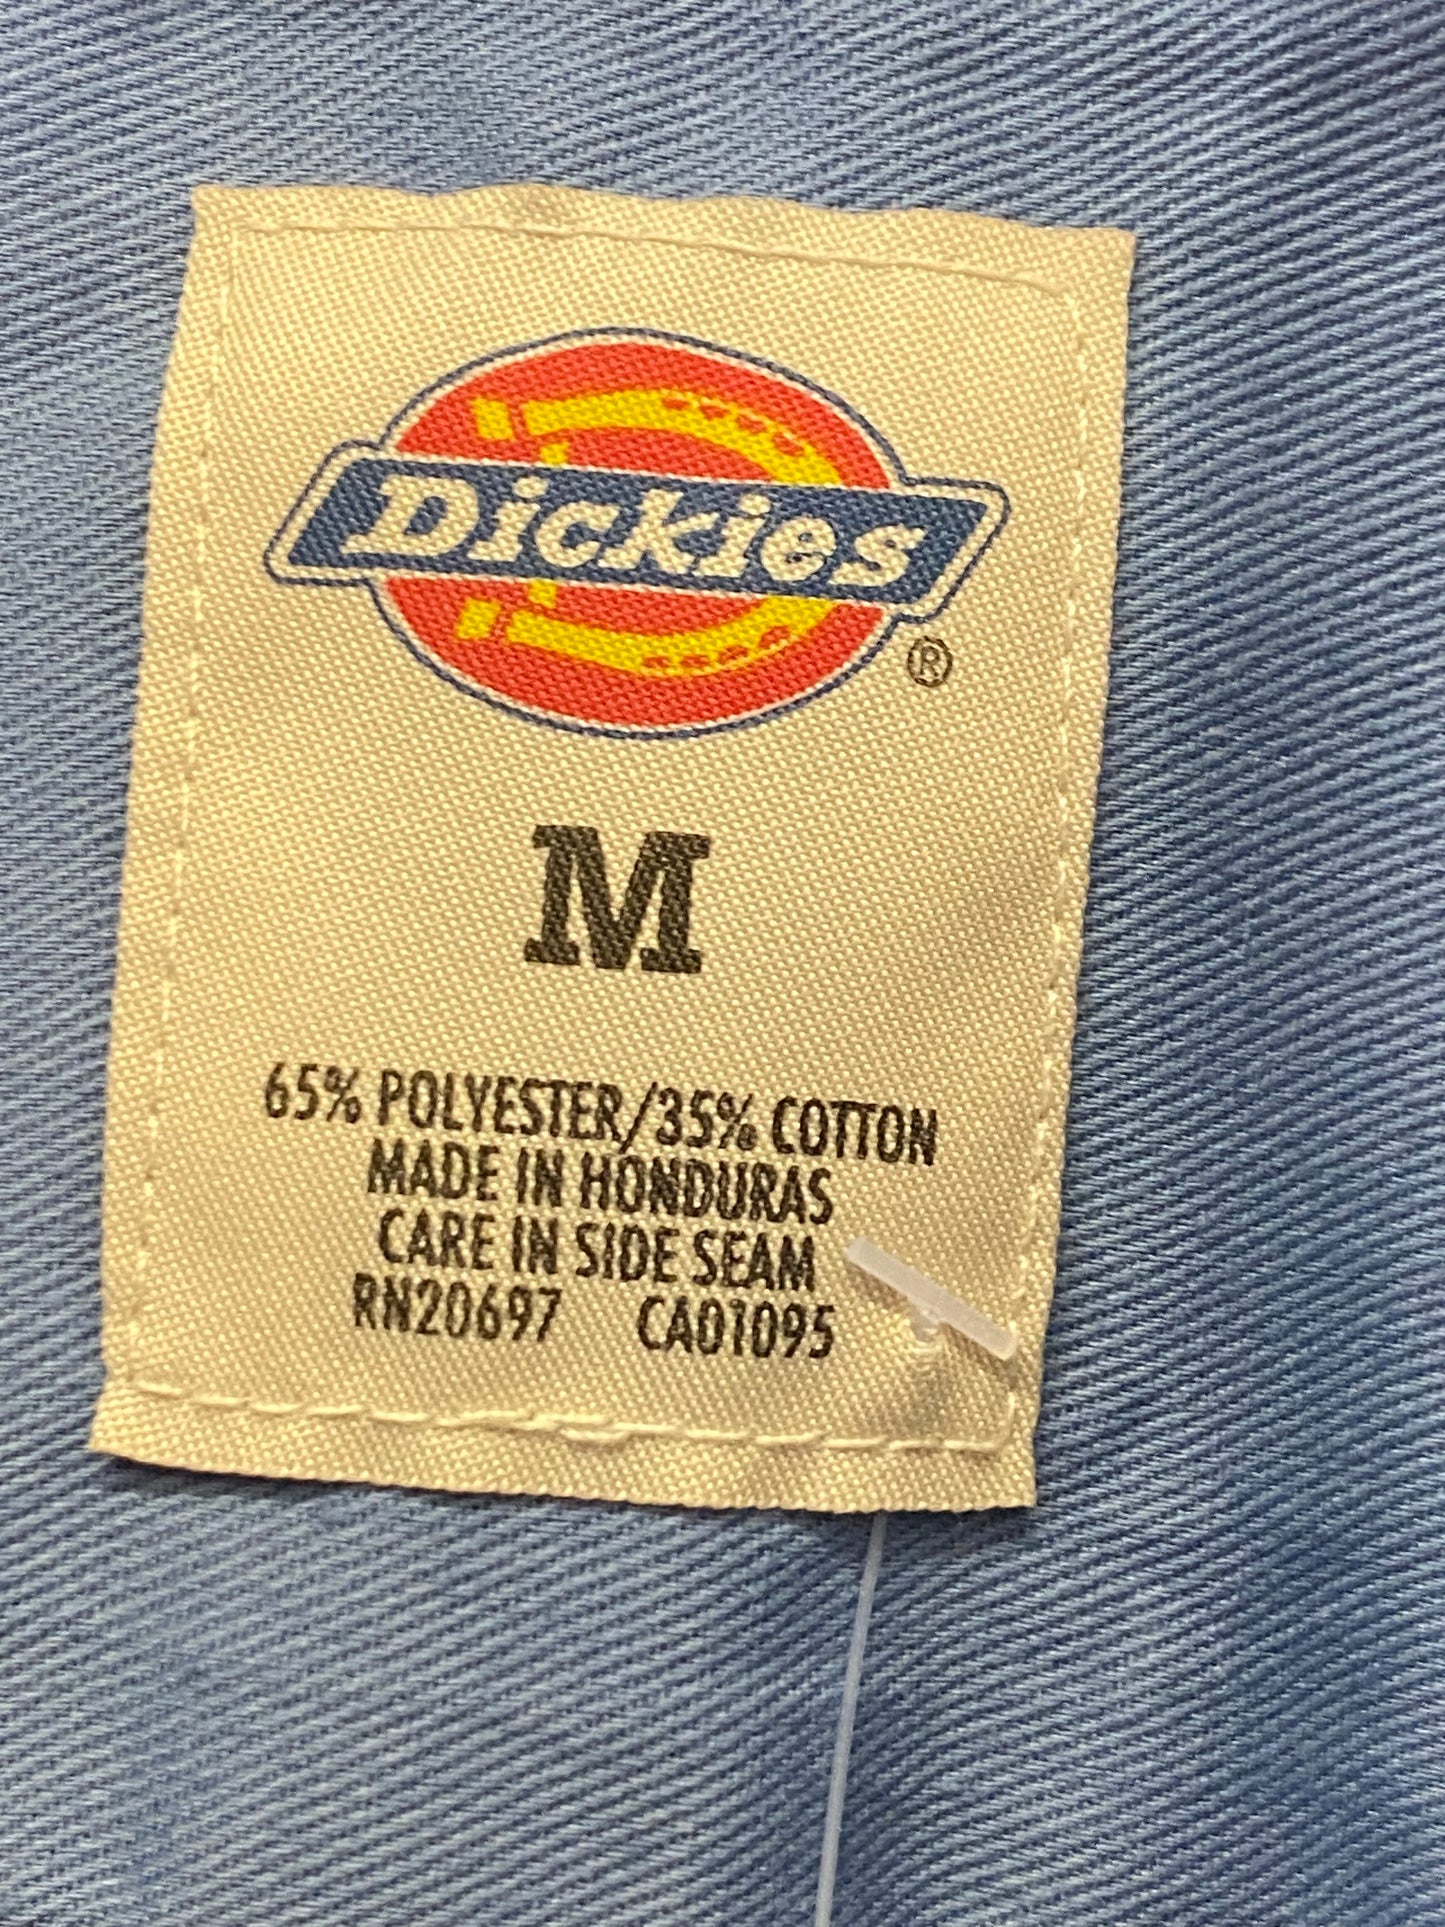 Dickies
®
M
65% POLYESTER/35% COTTON
MADE IN HONDURAS
CARE IN SIDE SEAM
RN20697 CA01095